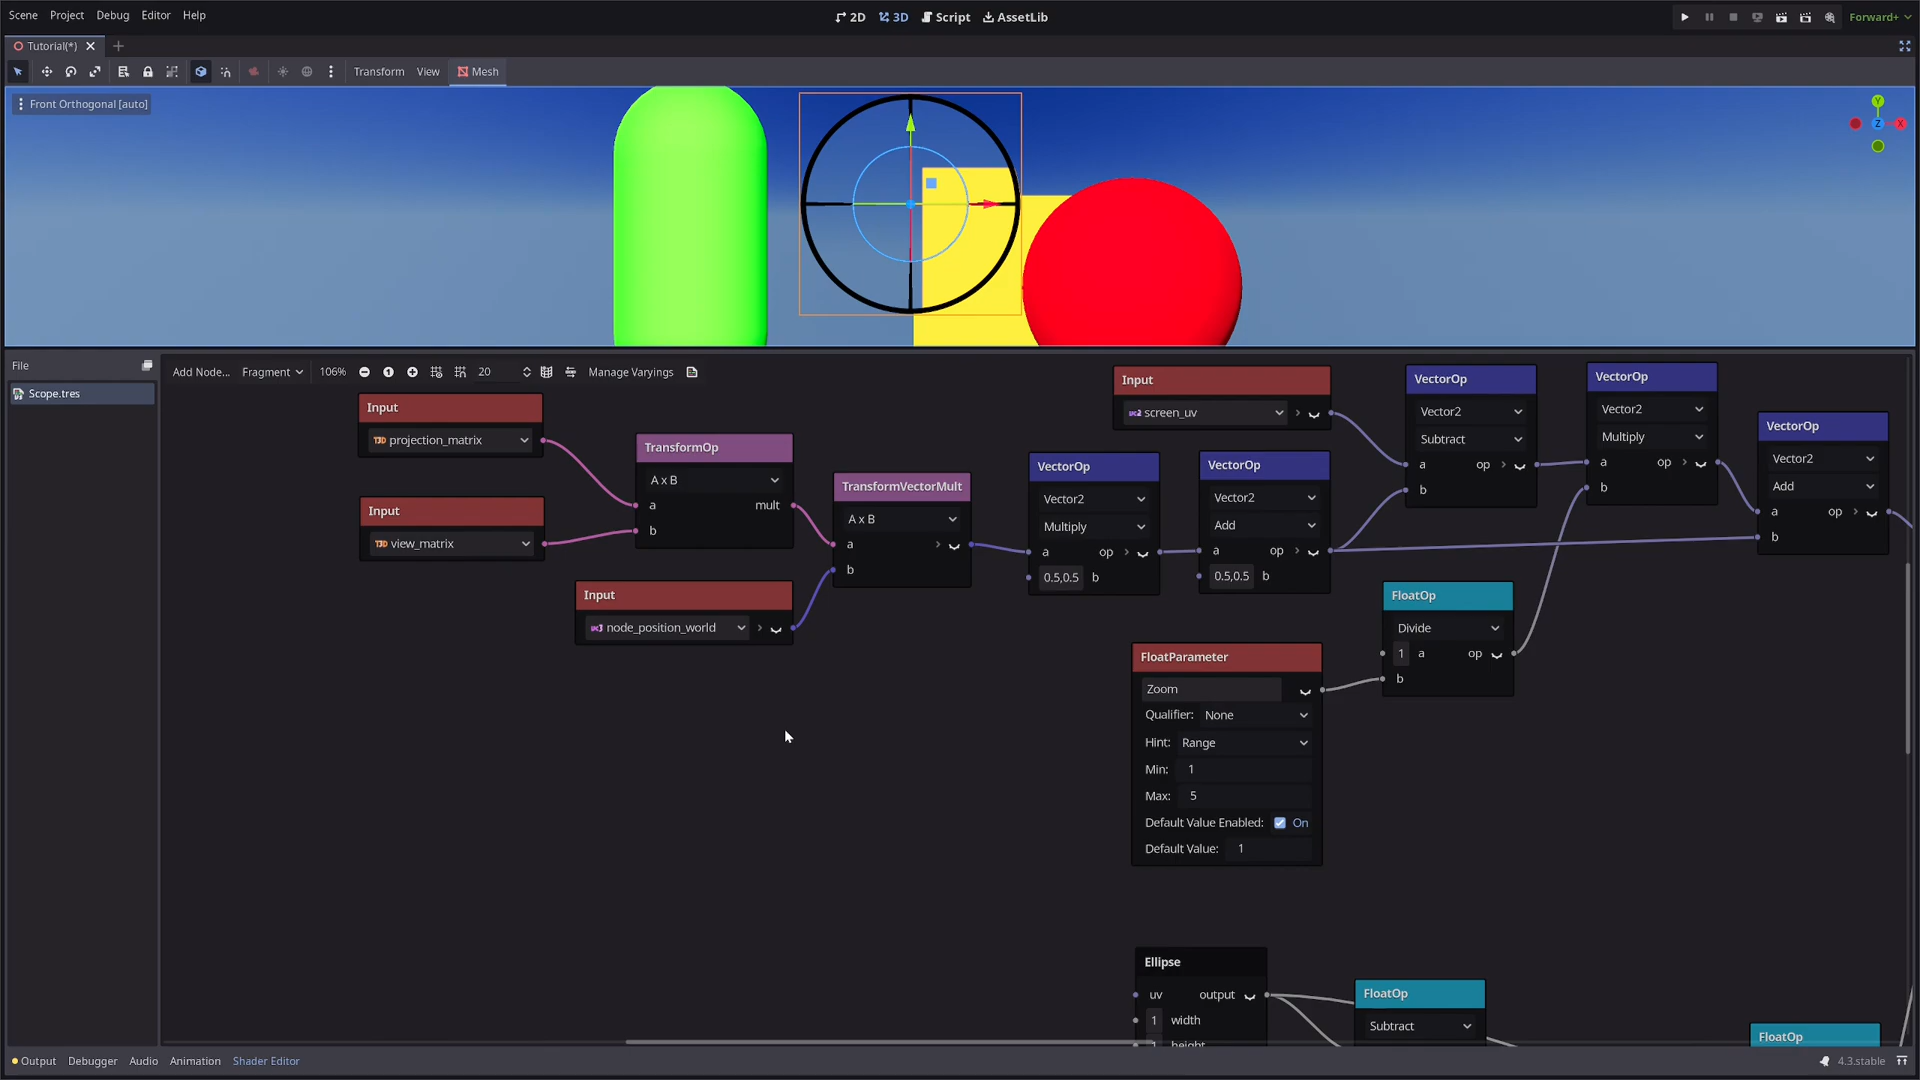 Scene Project Debug Editor Help
2D 3D Script AssetLib
Forward+
Tutorial(*)
Transform View Mesh
Front Orthogonal [auto]
Y
Z X
File
Scope.tres
Add Node... Fragment 106% 20 Manage Varyings
Input
projection_matrix
Input
view_matrix
TransformOp
A x B
a mult
b
Input
node_position_world
TransformVectorMult
A x B
a
b
VectorOp
Vector2
Multiply
a op
0.5,0.5 b
VectorOp
Vector2
Add
a op
0.5,0.5 b
Input
screen_uv
VectorOp
Vector2
Subtract
a op
b
VectorOp
Vector2
Multiply
a op
b
VectorOp
Vector2
Add
a op
b
FloatOp
Divide
1 a op
b
FloatParameter
Zoom
Qualifier: None
Hint: Range
Min: 1
Max: 5
Default Value Enabled: On
Default Value: 1
Ellipse
uv output
1 width
1 height
FloatOp
Subtract
FloatOp
Output Debugger Audio Animation Shader Editor
4.3.stable